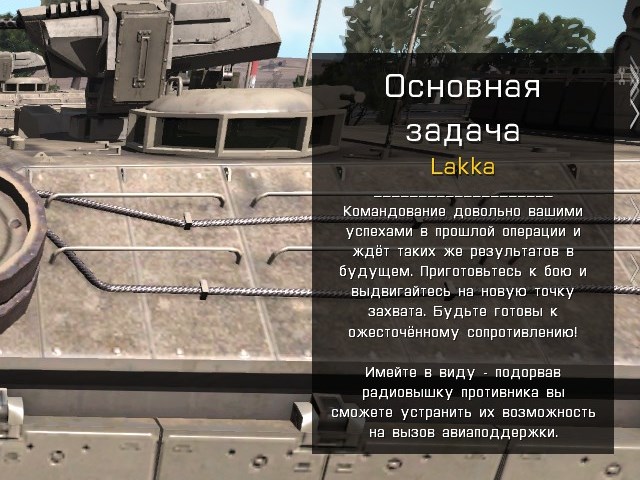 Основная
задача
Lakka
____________________
Командование довольно вашими
успехами в прошлой операции и
ждёт таких же результатов в
будущем. Приготовьтесь к бою и
выдвигайтесь на новую точку
захвата. Будьте готовы к
ожесточённому сопротивлению!
Имейте в виду - подорвав
радиовышку противника вы
сможете устранить их возможность
на вызов авиаподдержки.